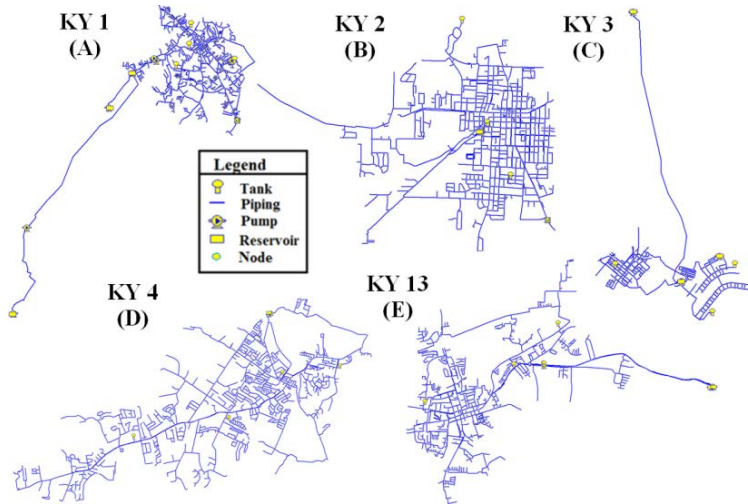 KY 1
(A)
KY 2
(B)
KY 3
(C)
Legend
Tank
Piping
Pump
Reservoir
Node
KY 4
(D)
KY 13
(E)